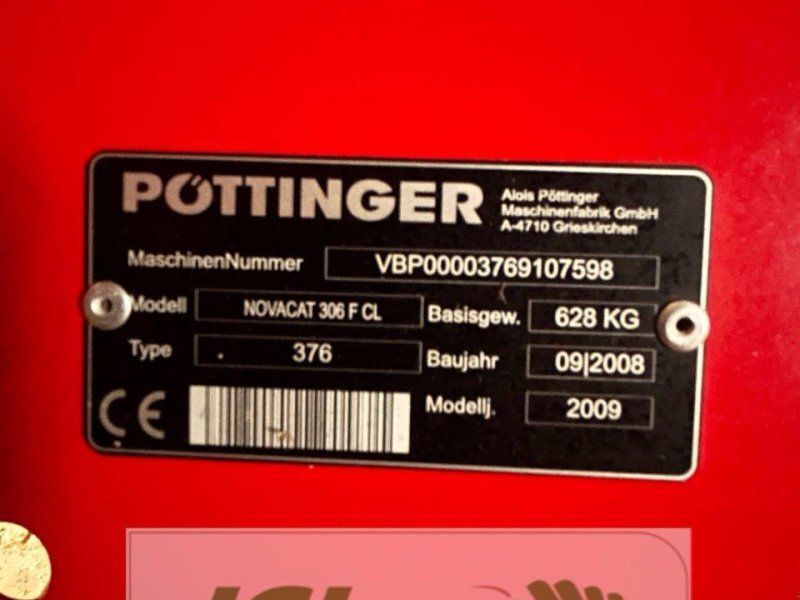 PÖTTINGER
Alois Pöttinger
Maschinenfabrik GmbH
A-4710 Grieskirchen
MaschinenNummer VBP00003769107598
Modell NOVACAT 306 F CL Basisgew. 628 KG
Type 376 Baujahr 09|2008
CE Modellj. 2009